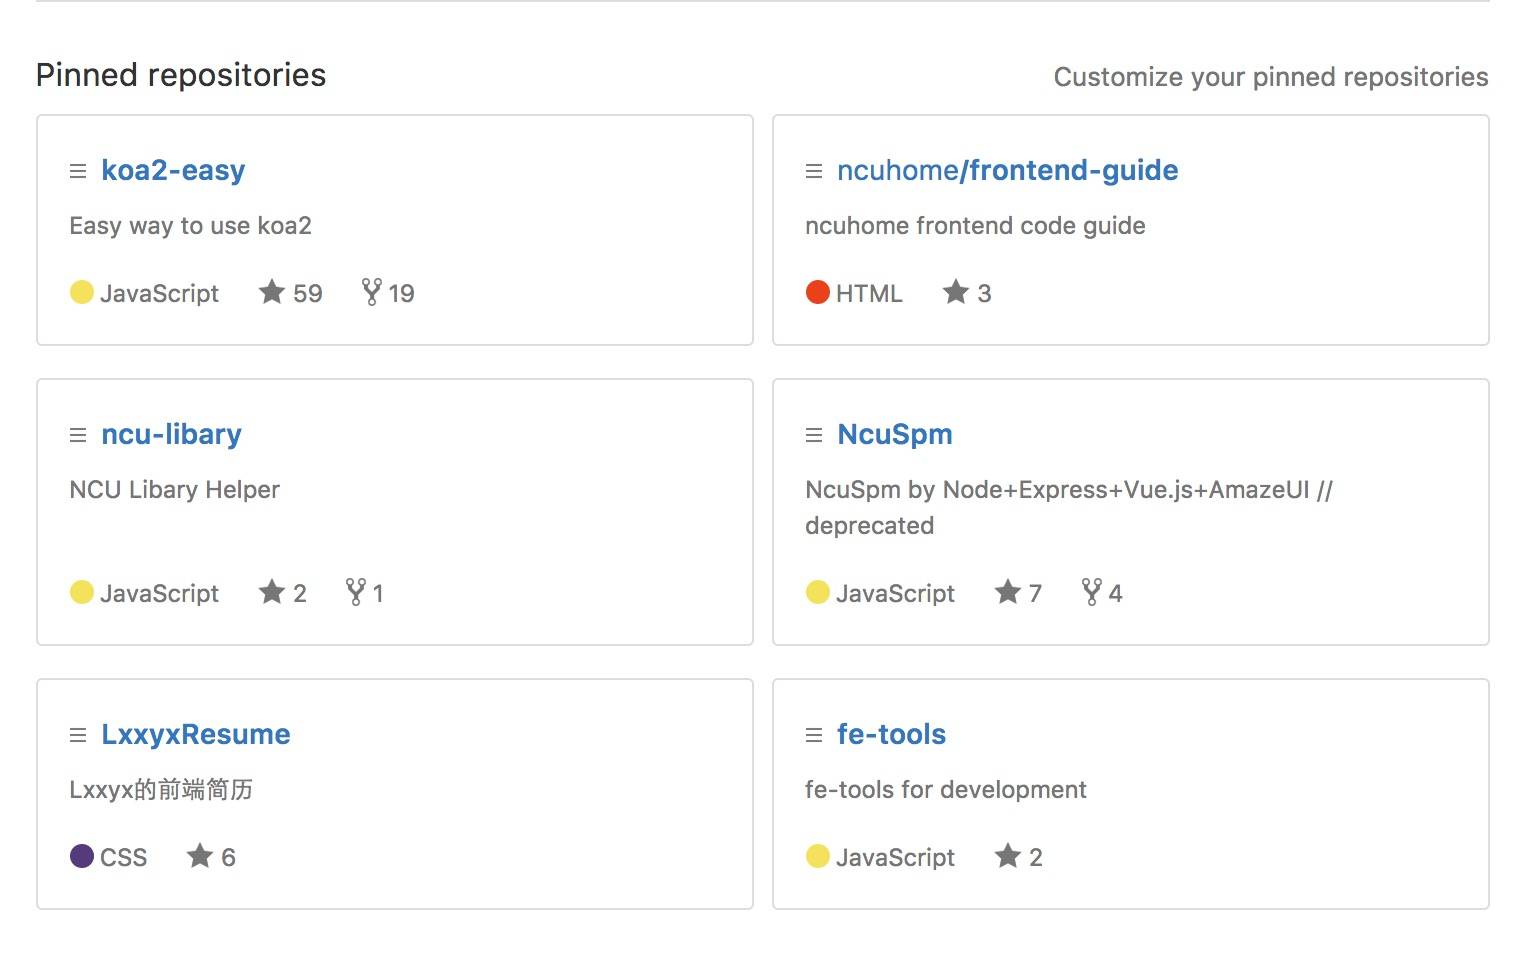 Pinned repositories
Customize your pinned repositories
koa2-easy
Easy way to use koa2
JavaScript 59 19
ncuhome/frontend-guide
ncuhome frontend code guide
HTML 3
ncu-libary
NCU Libary Helper
JavaScript 2 1
NcuSpm
NcuSpm by Node+Express+Vue.js+AmazeUI //
deprecated
JavaScript 7 4
LxxyxResume
Lxxyx的前端简历
CSS 6
fe-tools
fe-tools for development
JavaScript 2